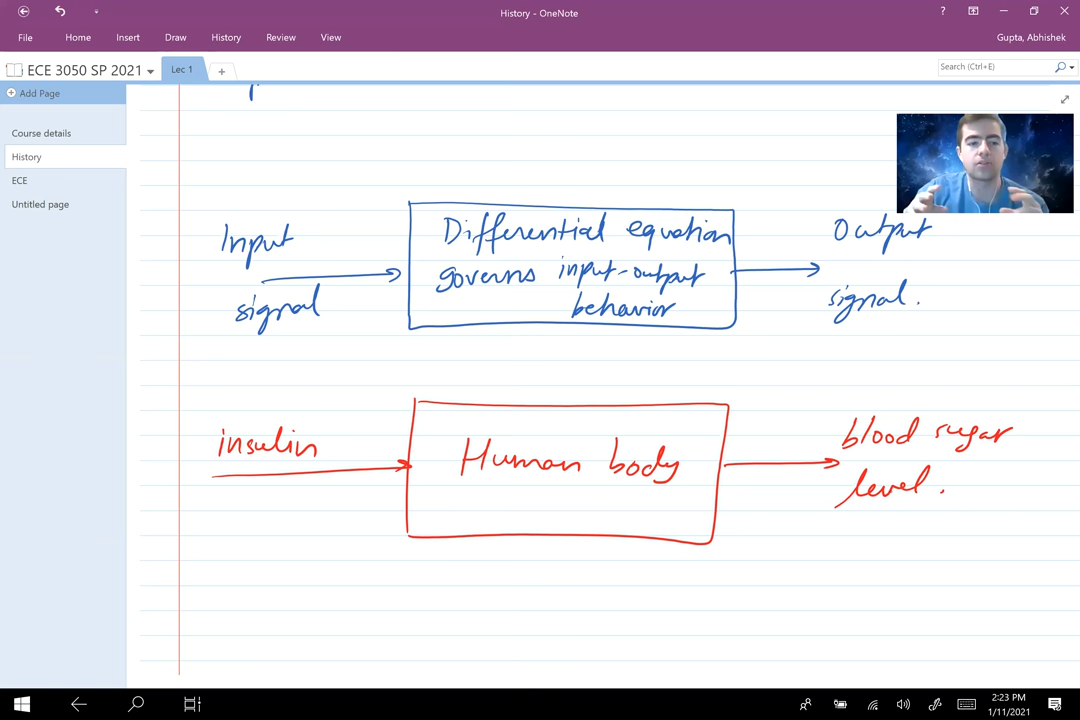 History - OneNote
File Home Insert Draw History Review View
Gupta, Abhishek
ECE 3050 SP 2021
Lec 1
+
Search (Ctrl+E)
Add Page
Course details
History
ECE
Untitled page
Input
signal
Differential equation
governs input-output
behavior
Output
signal.
insulin
Human body
blood sugar
level.
2:23 PM
1/11/2021